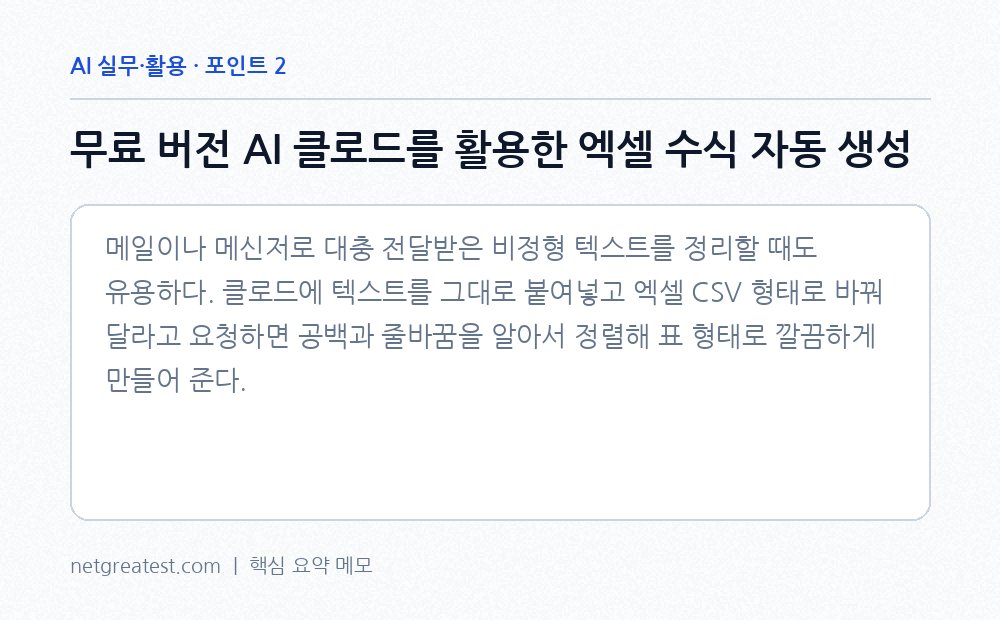 AI 실무·활용 · 포인트 2
무료 버전 AI 클로드를 활용한 엑셀 수식 자동 생성
메일이나 메신저로 대충 전달받은 비정형 텍스트를 정리할 때도
유용하다. 클로드에 텍스트를 그대로 붙여넣고 엑셀 CSV 형태로 바꿔
달라고 요청하면 공백과 줄바꿈을 알아서 정렬해 표 형태로 깔끔하게
만들어 준다.
netgreatest.com | 핵심 요약 메모